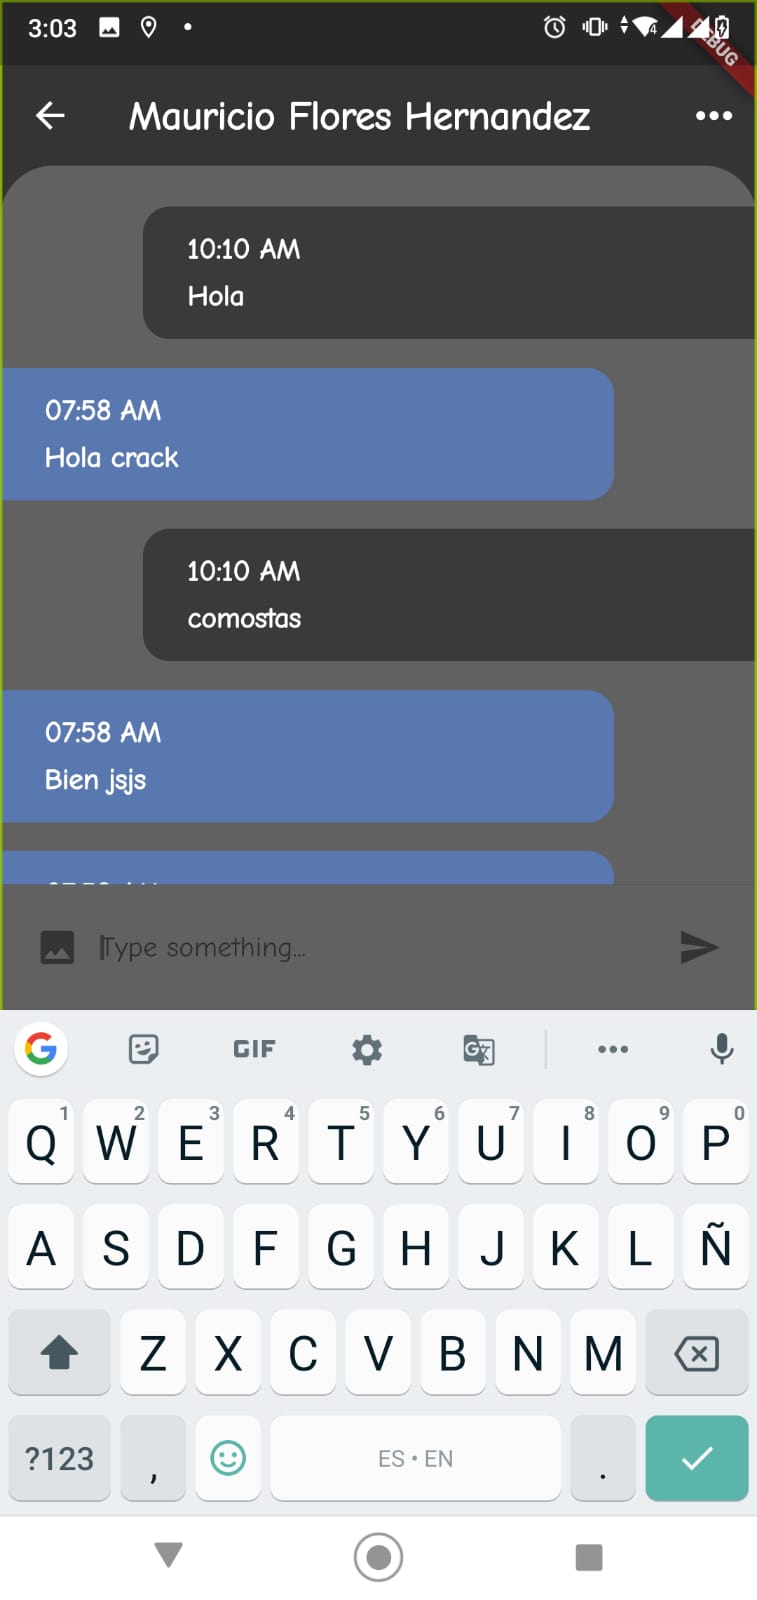 3:03
4
DEBUG
Mauricio Flores Hernandez
10:10 AM
Hola
07:58 AM
Hola crack
10:10 AM
comostas
07:58 AM
Bien jsjs
Type something...
GIF
1 2 3 4 5 6 7 8 9 0
Q W E R T Y U I O P
A S D F G H J K L Ñ
Z X C V B N M
?123 , ES • EN .